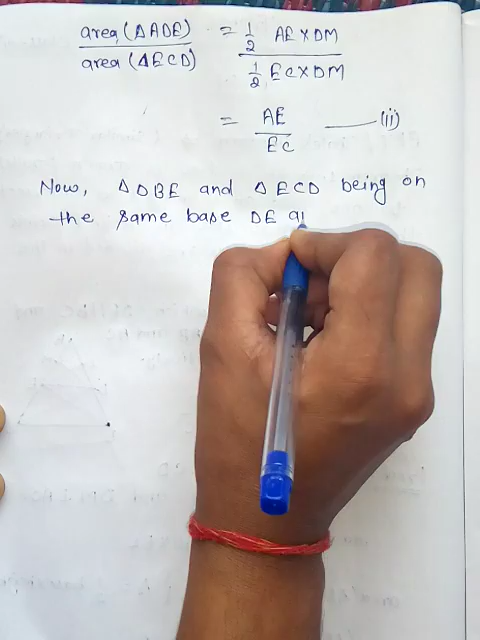 area (ΔADE) = 1/2 AE×DM
area (ΔECD) 1/2 EC×DM
= AE/EC —— (ii)
Now, ΔDBE and ΔECD being on
the same base DE a